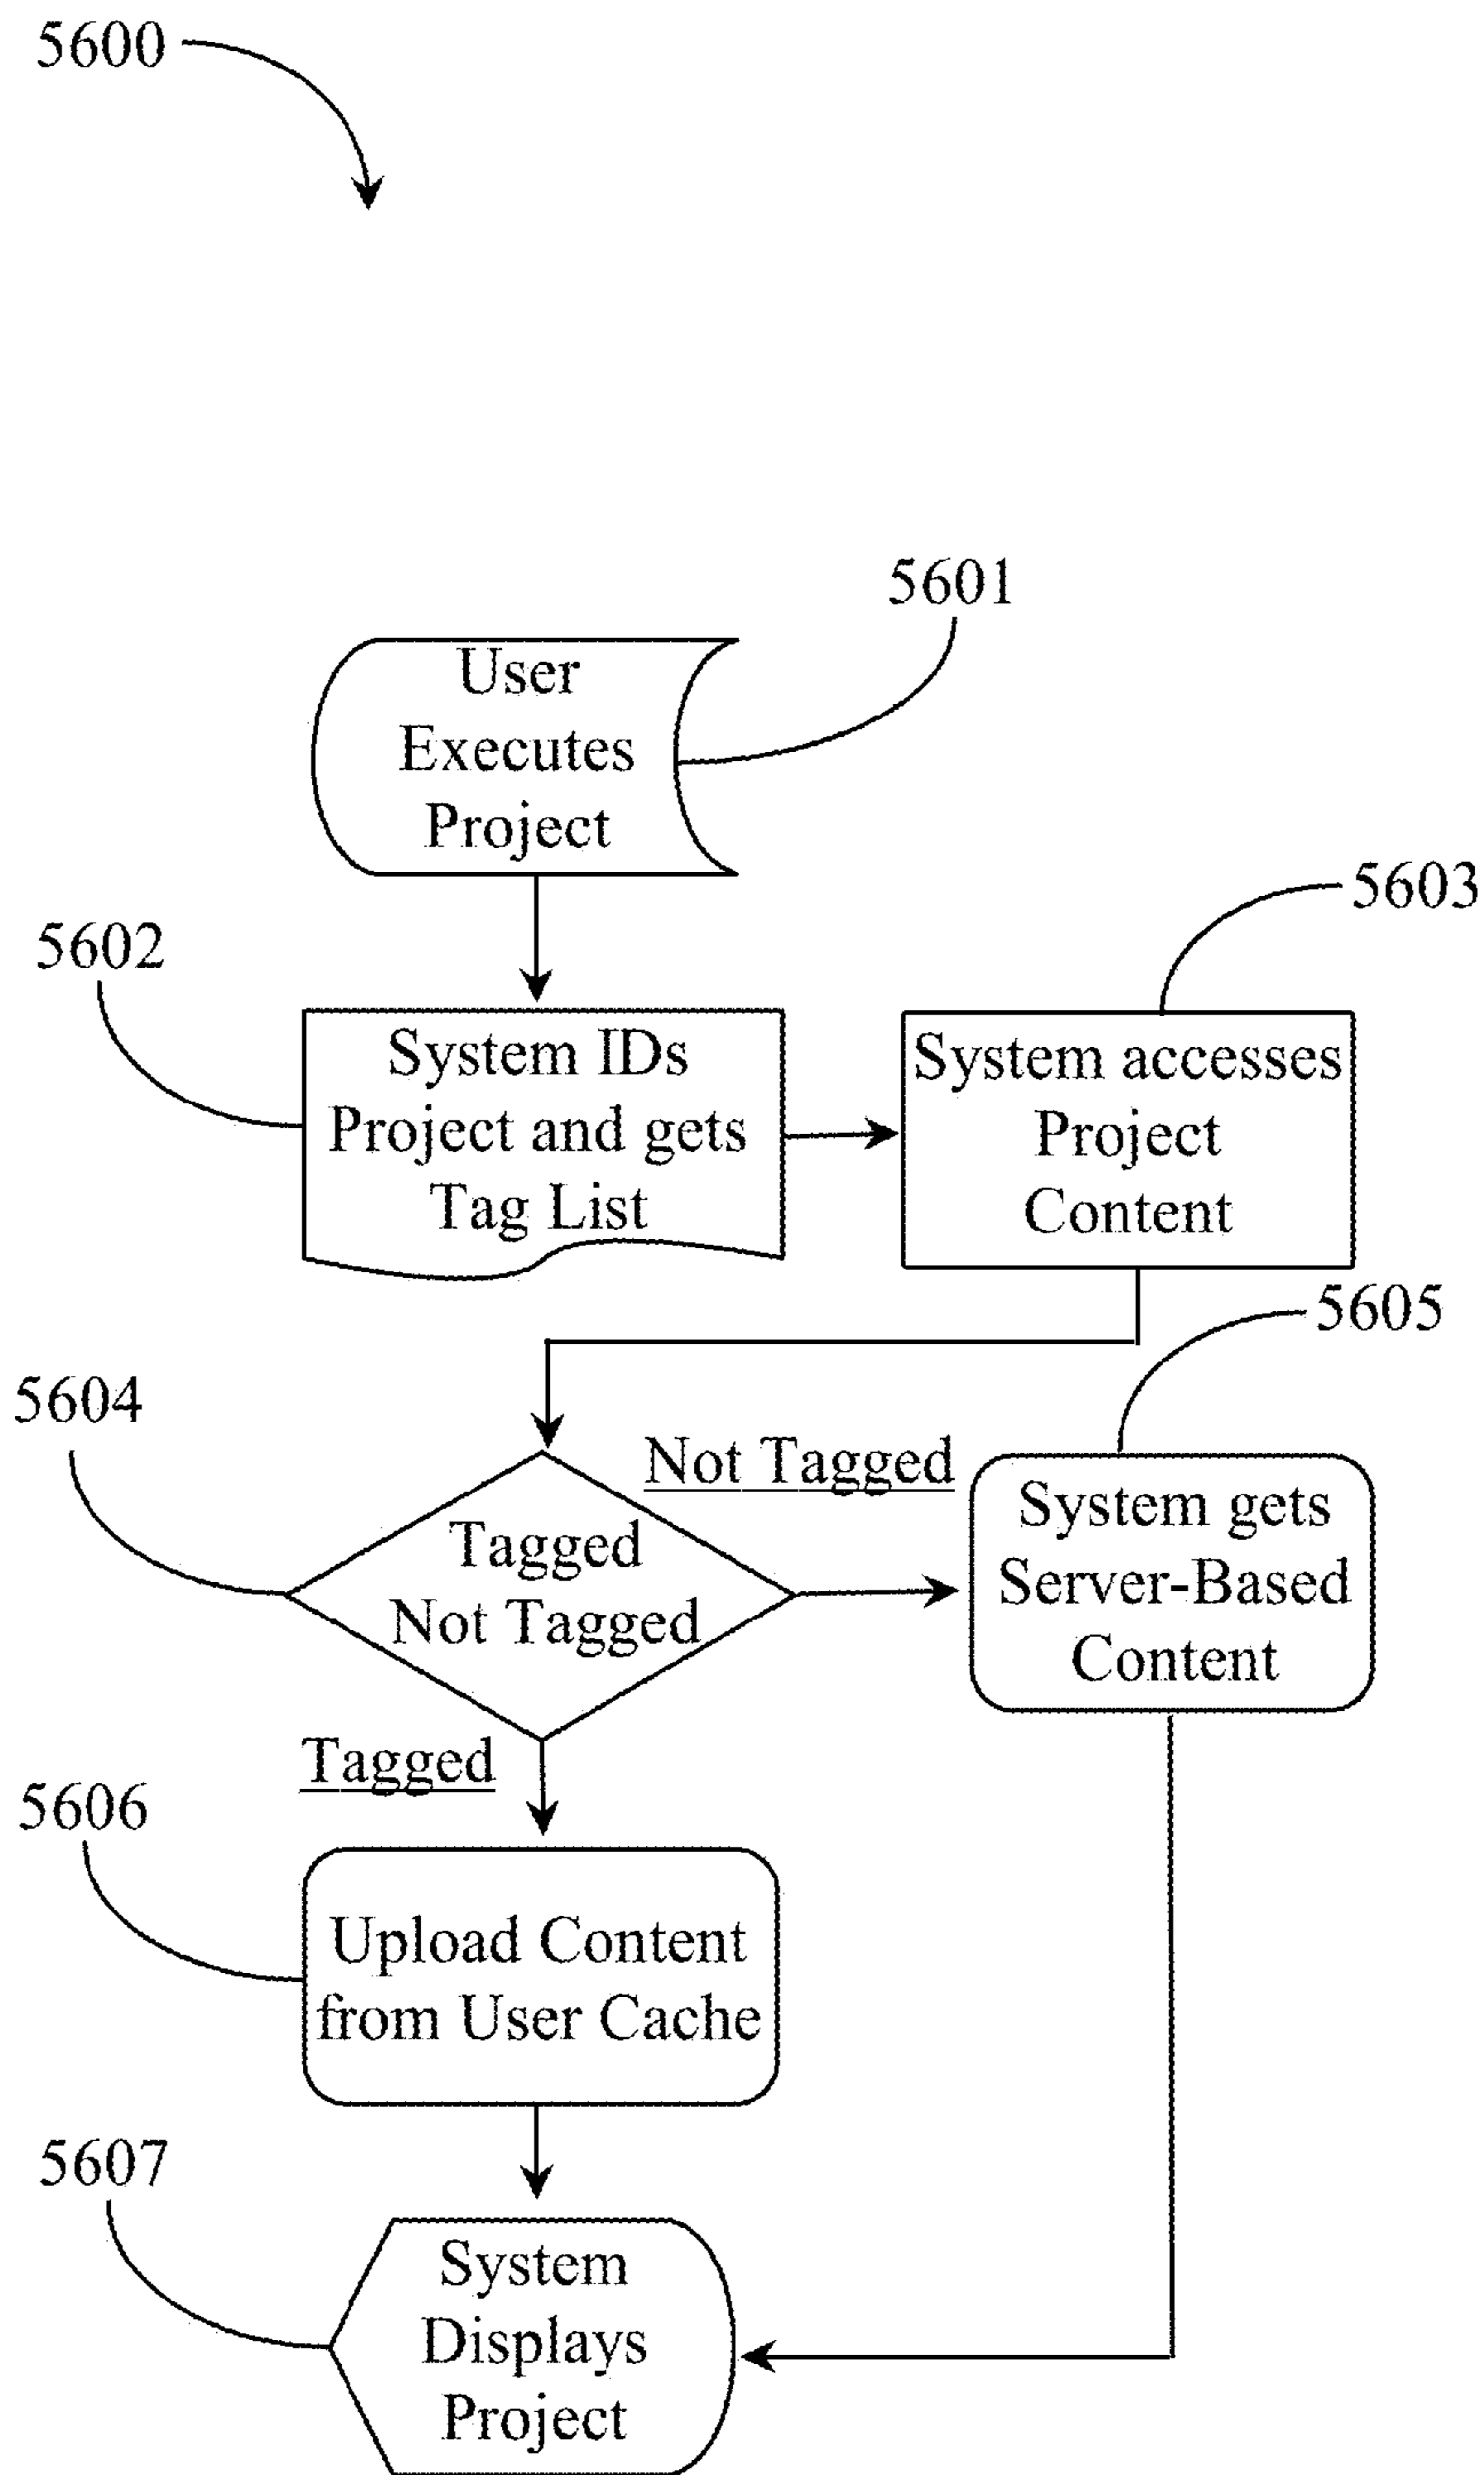 5600
5601
User
Executes
Project
5602
5603
System IDs
Project and gets
Tag List
System accesses
Project
Content
5604
5605
Tagged
Not Tagged
Not Tagged
System gets
Server-Based
Content
Tagged
5606
Upload Content
from User Cache
5607
System
Displays
Project